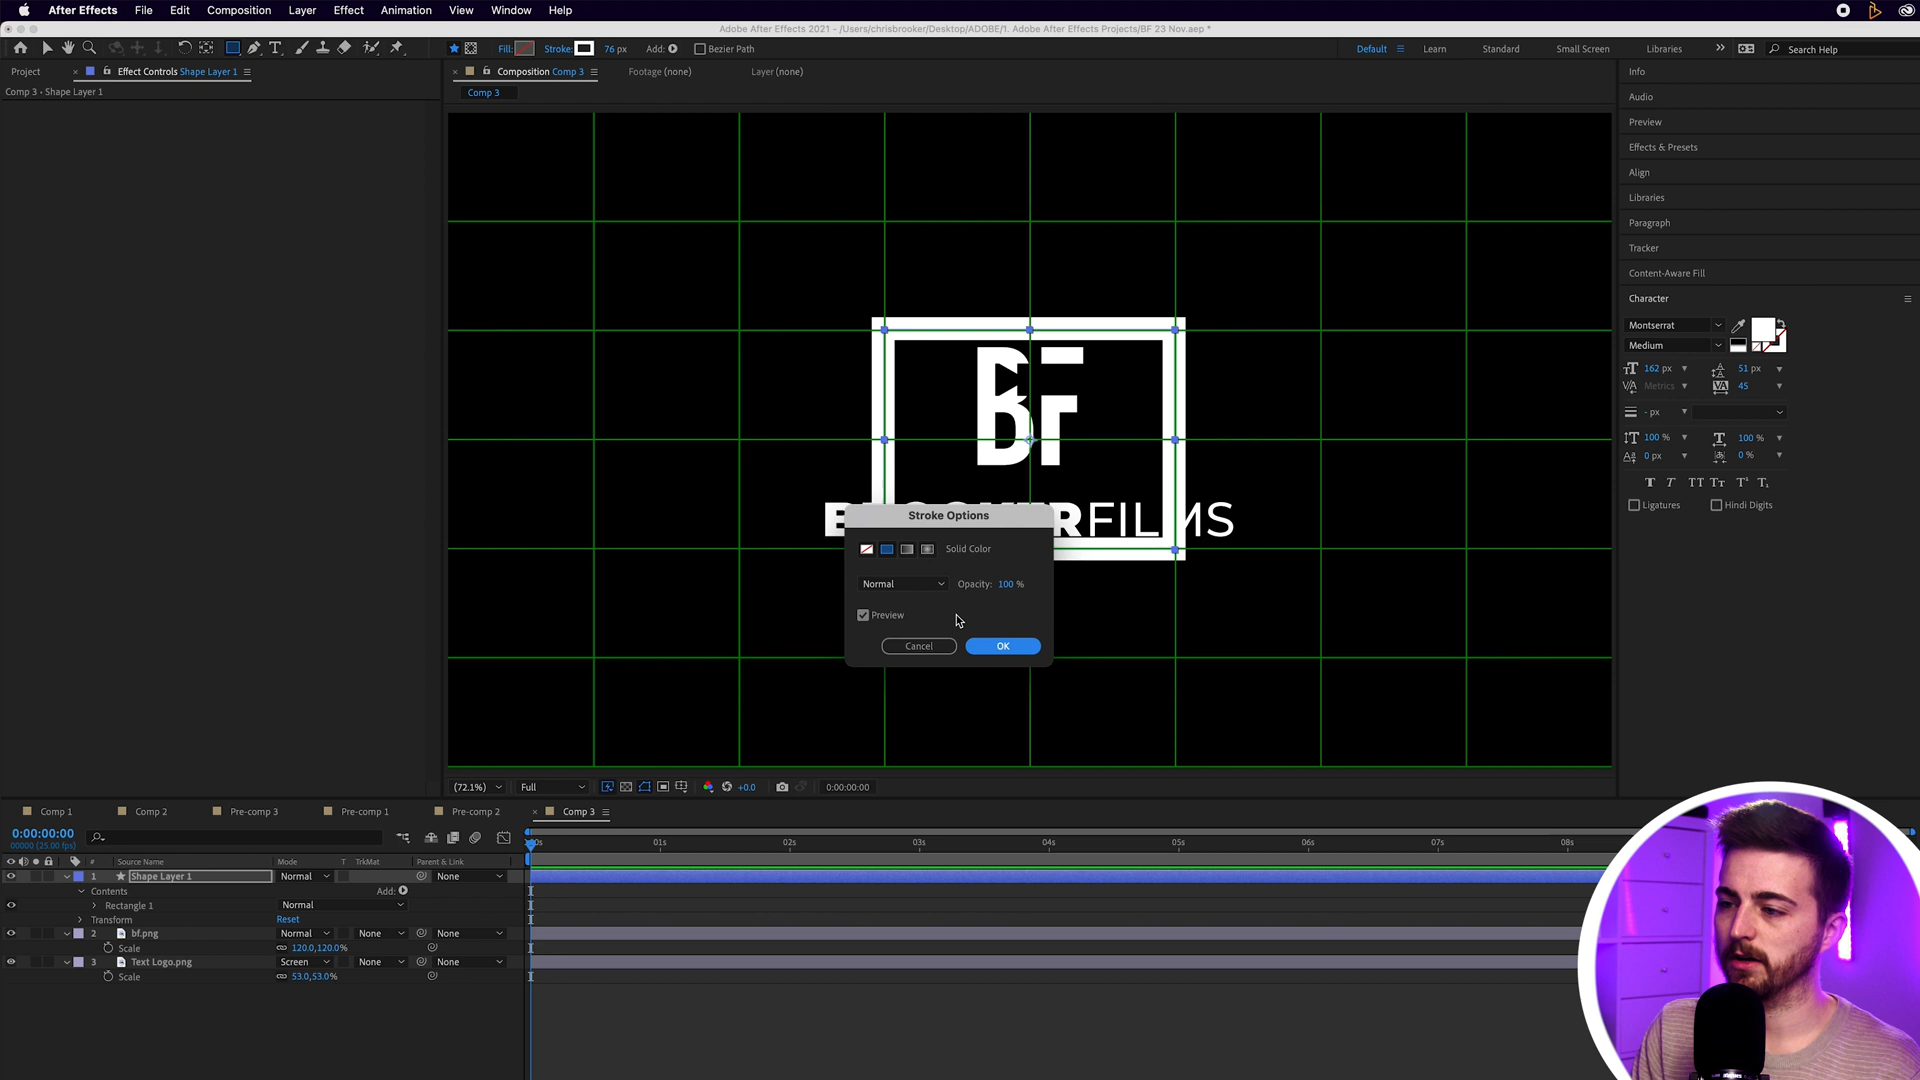 After Effects File Edit Composition Layer Effect Animation View Window Help
Adobe After Effects 2021 - /Users/chrisbrooker/Desktop/ADOBE/1. Adobe After Effects Projects/BF 23 Nov.aep *
Fill: Stroke: 76 px Add: Bezier Path Default Learn Standard Small Screen Libraries Search Help
Project Effect Controls Shape Layer 1 Composition Comp 3 Footage (none) Layer (none)
Comp 3 • Shape Layer 1
Comp 3
Info
Audio
Preview
Effects & Presets
Align
Libraries
Paragraph
Tracker
Content-Aware Fill
Character
Montserrat
Medium
162 px 51 px
Metrics 45
- px
100 % 100 %
0 px 0 %
Ligatures Hindi Digits
BF
FILMS
Stroke Options
Solid Color
Normal Opacity: 100 %
Preview
Cancel OK
(72.1%) Full +0.0 0:00:00:00
Comp 1 Comp 2 Pre-comp 3 Pre-comp 1 Pre-comp 2 Comp 3
0:00:00:00
00000 (25.00 fps)
01s 02s 03s 04s 05s 06s 07s 08s
# Source Name Mode T TrkMat Parent & Link
1 Shape Layer 1 Normal None
Contents Add:
Rectangle 1 Normal
Transform Reset
2 bf.png Normal None None
Scale 120.0,120.0%
3 Text Logo.png Screen None None
Scale 53.0,53.0%